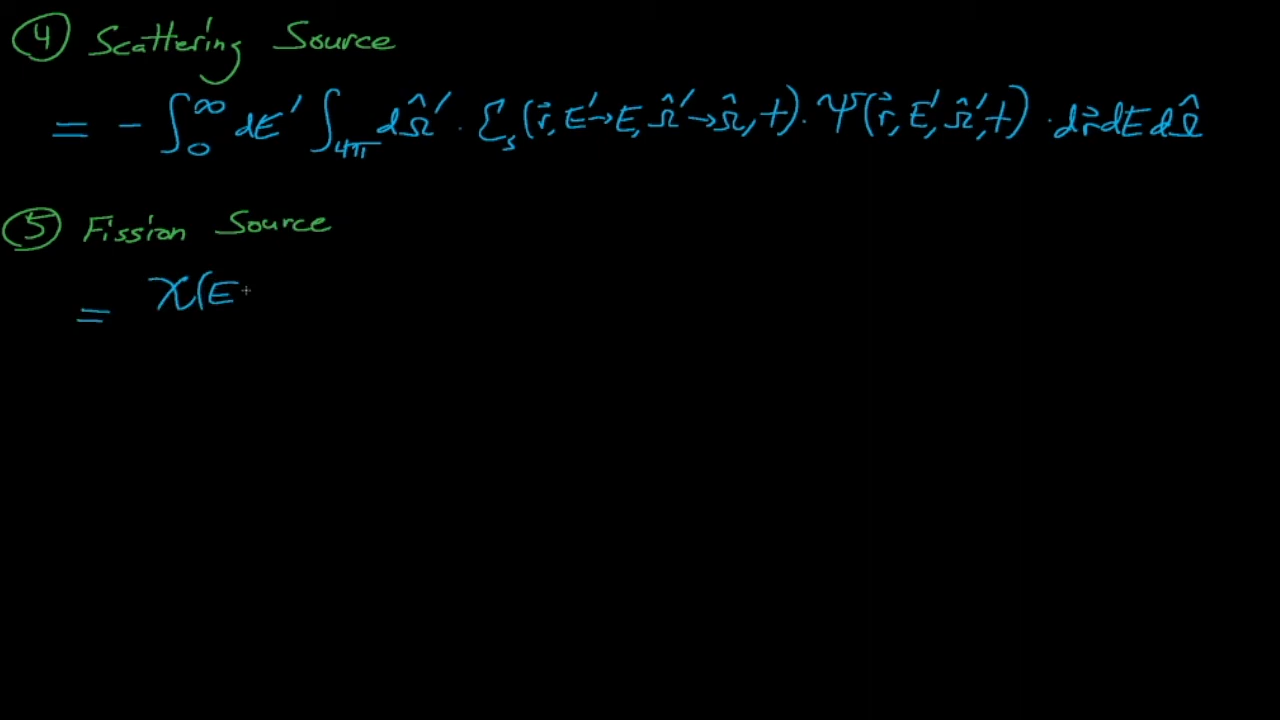 ④ Scattering Source
= - ∫₀^∞ dE' ∫_{4π} dΩ̂' · Σₛ(r⃗, E'→E, Ω̂'→Ω̂, t) · Ψ(r⃗, E', Ω̂', t) · dr⃗ dE dΩ̂
⑤ Fission Source
= χ(E